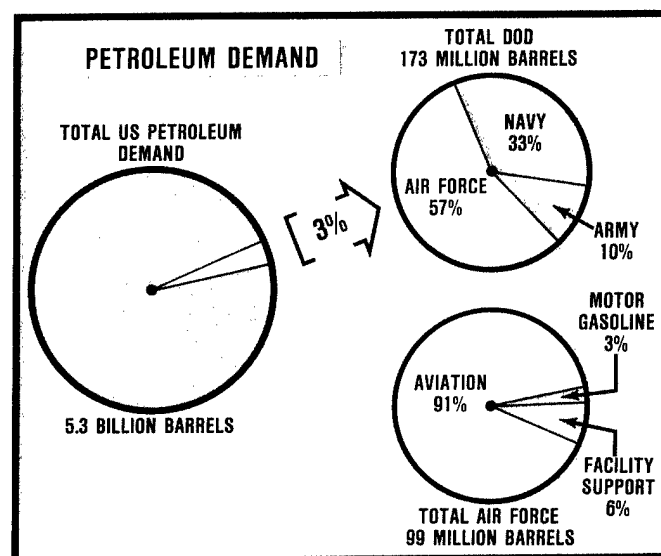 PETROLEUM DEMAND
TOTAL US PETROLEUM
DEMAND
5.3 BILLION BARRELS
3%
TOTAL DOD
173 MILLION BARRELS
NAVY
33%
AIR FORCE
57%
ARMY
10%
MOTOR
GASOLINE
3%
AVIATION
91%
FACILITY
SUPPORT
6%
TOTAL AIR FORCE
99 MILLION BARRELS